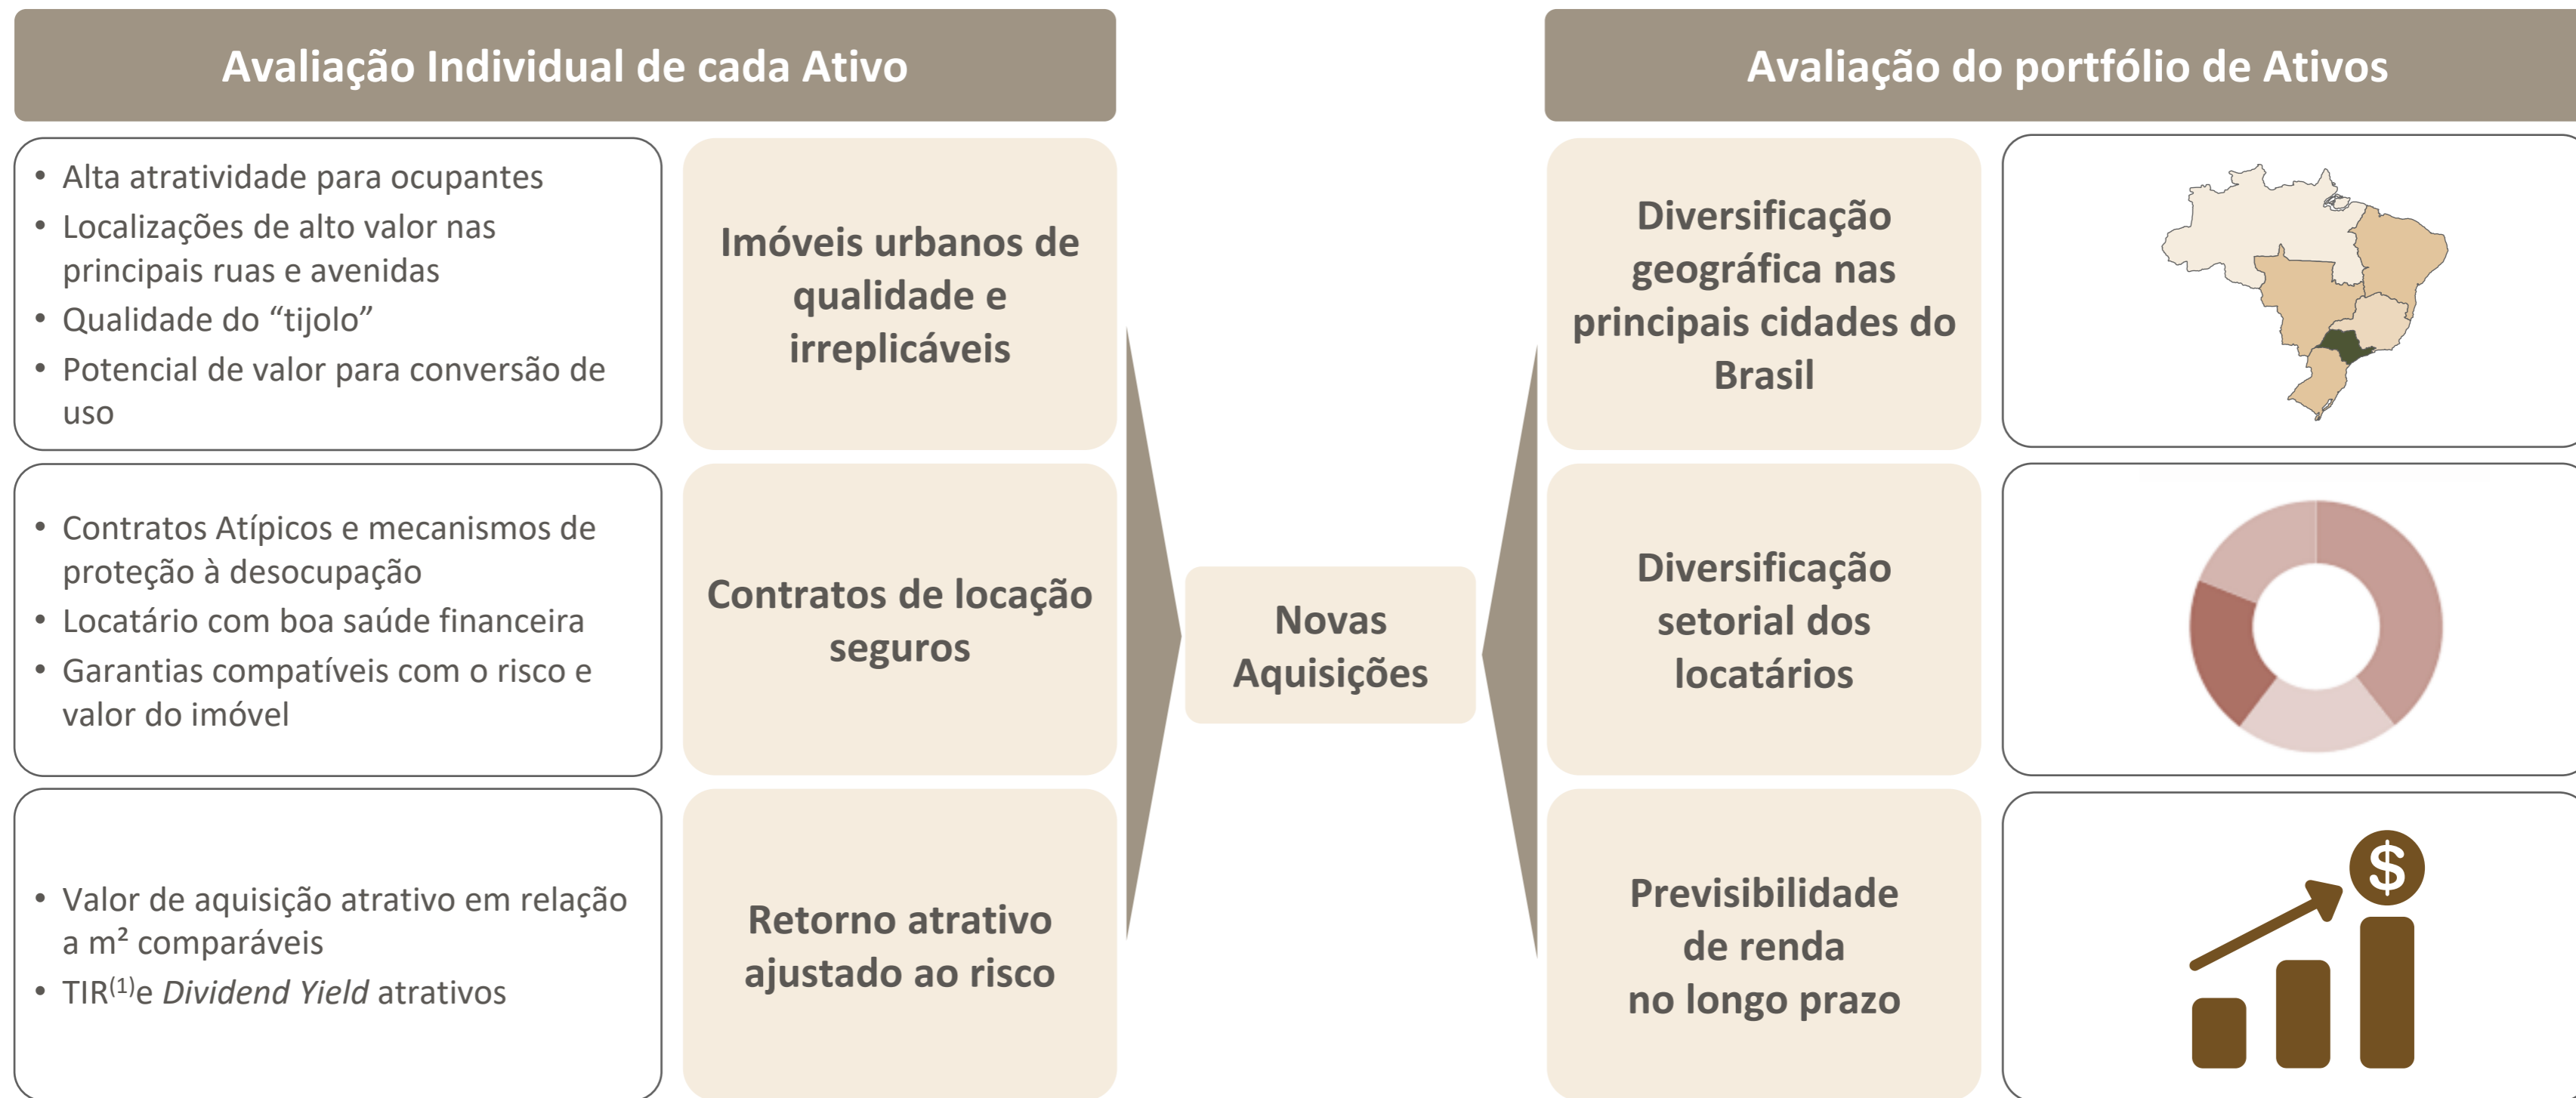 Avaliação Individual de cada Ativo
• Alta atratividade para ocupantes
• Localizações de alto valor nas
principais ruas e avenidas
• Qualidade do “tijolo”
• Potencial de valor para conversão de
uso
Imóveis urbanos de
qualidade e
irreplicáveis
• Contratos Atípicos e mecanismos de
proteção à desocupação
• Locatário com boa saúde financeira
• Garantias compatíveis com o risco e
valor do imóvel
Contratos de locação
seguros
• Valor de aquisição atrativo em relação
a m² comparáveis
• TIR⁽¹⁾e Dividend Yield atrativos
Retorno atrativo
ajustado ao risco
Novas
Aquisições
Avaliação do portfólio de Ativos
Diversificação
geográfica nas
principais cidades do
Brasil
Diversificação
setorial dos
locatários
Previsibilidade
de renda
no longo prazo
$